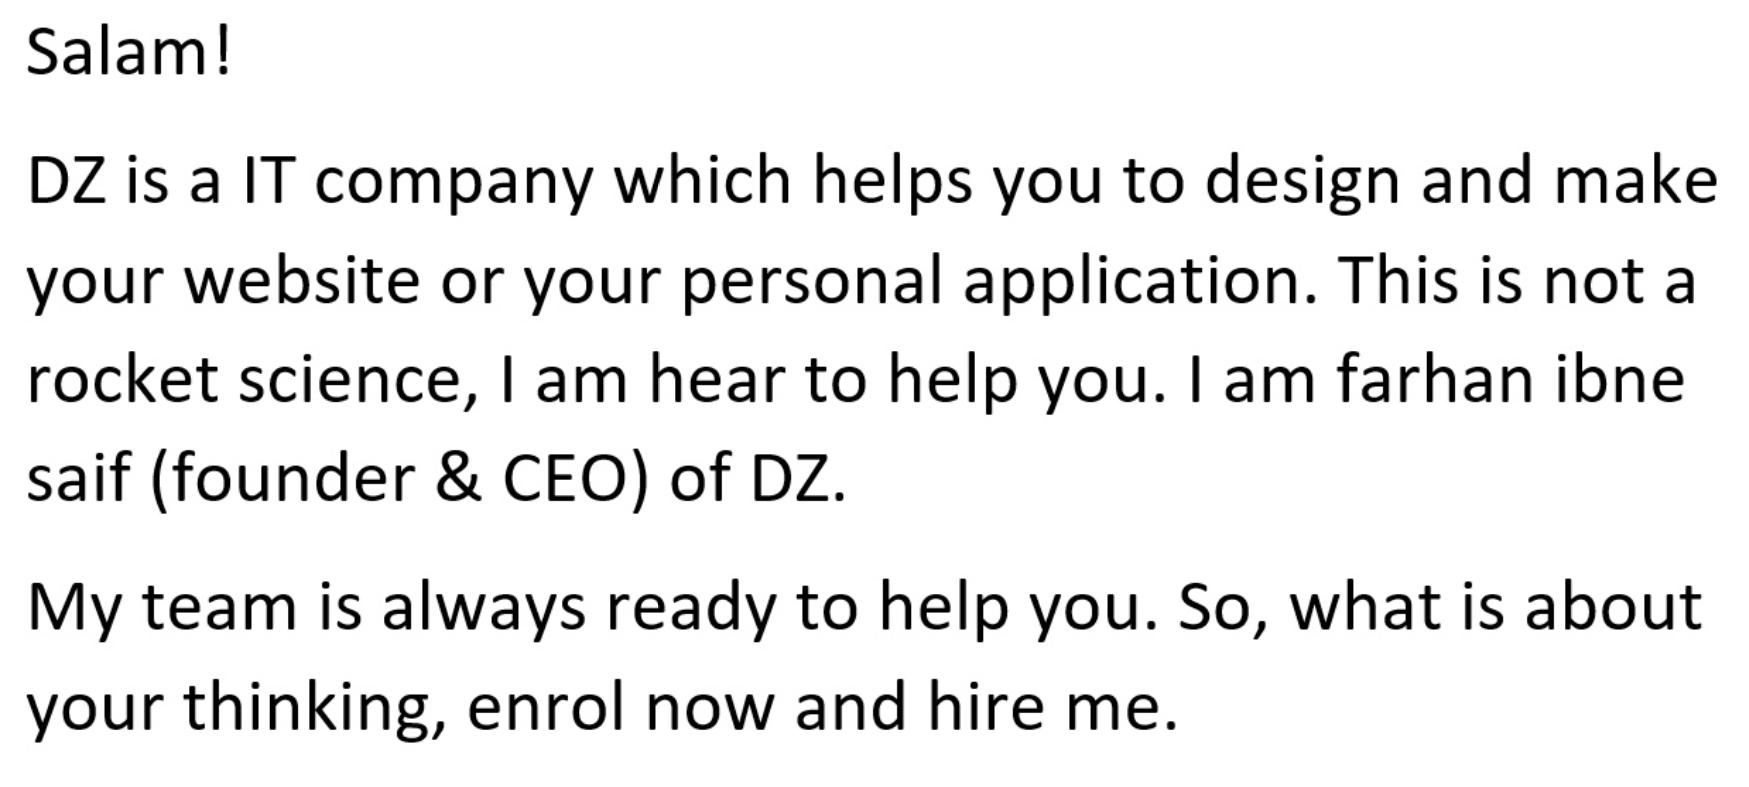 Salam!
DZ is a IT company which helps you to design and make
your website or your personal application. This is not a
rocket science, I am hear to help you. I am farhan ibne
saif (founder & CEO) of DZ.
My team is always ready to help you. So, what is about
your thinking, enrol now and hire me.